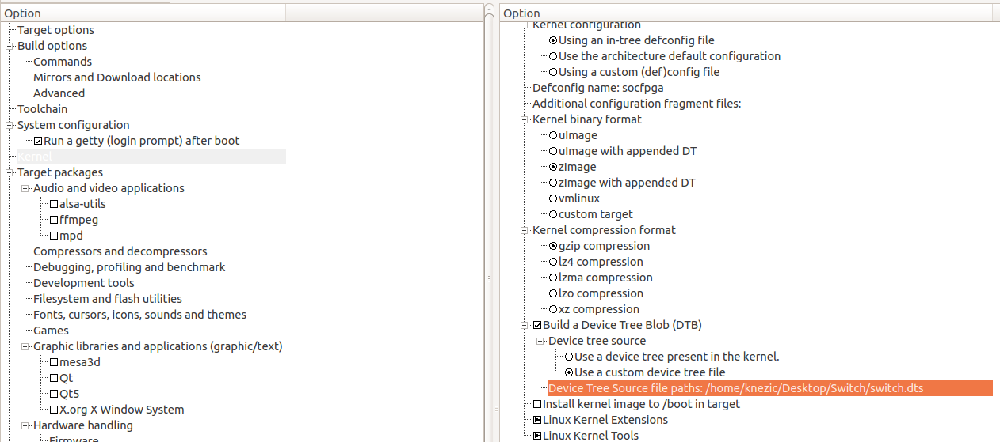 Option
Target options
Build options
Commands
Mirrors and Download locations
Advanced
Toolchain
System configuration
Run a getty (login prompt) after boot
Kernel
Target packages
Audio and video applications
alsa-utils
ffmpeg
mpd
Compressors and decompressors
Debugging, profiling and benchmark
Development tools
Filesystem and flash utilities
Fonts, cursors, icons, sounds and themes
Games
Graphic libraries and applications (graphic/text)
mesa3d
Qt
Qt5
X.org X Window System
Hardware handling
Firmware
Option
Kernel configuration
Using an in-tree defconfig file
Use the architecture default configuration
Using a custom (def)config file
Defconfig name: socfpga
Additional configuration fragment files:
Kernel binary format
uImage
uImage with appended DT
zImage
zImage with appended DT
vmlinux
custom target
Kernel compression format
gzip compression
lz4 compression
lzma compression
lzo compression
xz compression
Build a Device Tree Blob (DTB)
Device tree source
Use a device tree present in the kernel.
Use a custom device tree file
Device Tree Source file paths: /home/knezic/Desktop/Switch/switch.dts
Install kernel image to /boot in target
Linux Kernel Extensions
Linux Kernel Tools